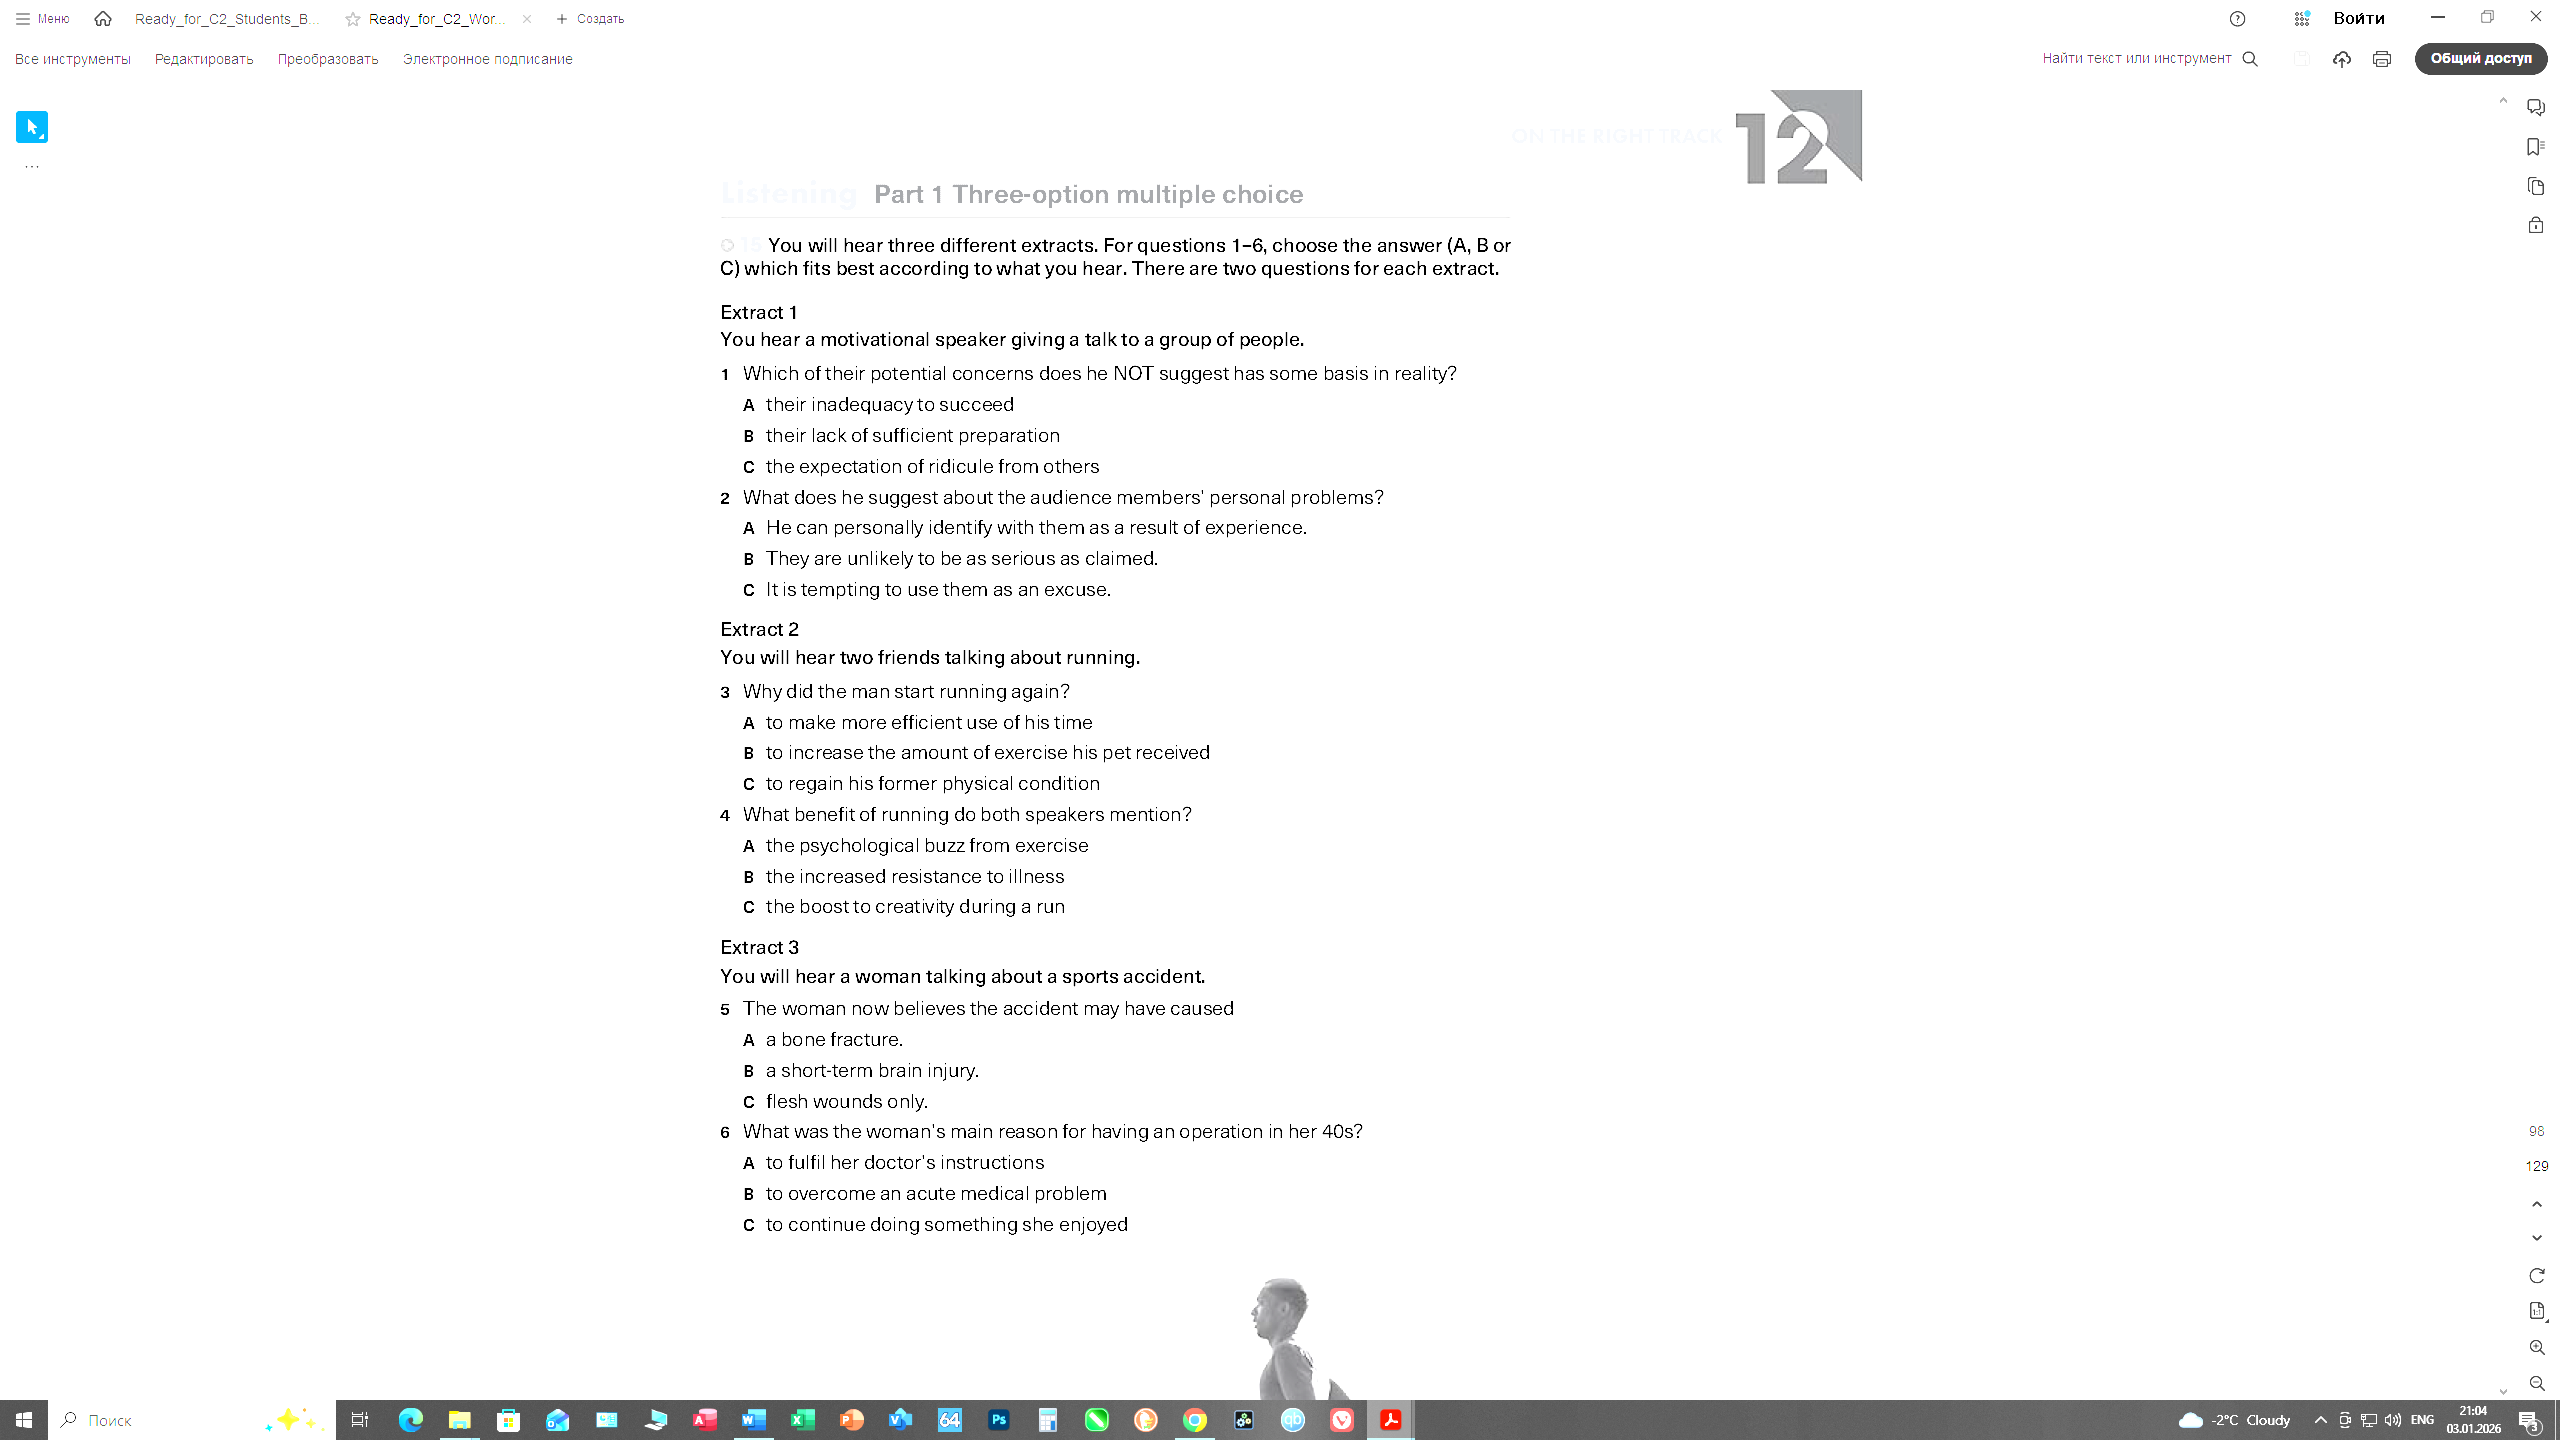 Меню
Ready_for_C2_Students_B...
Ready_for_C2_Wor...
Создать
Войти
Все инструменты
Редактировать
Преобразовать
Электронное подписание
Найти текст или инструмент
Общий доступ
ON THE RIGHT TRACK
12
Listening Part 1 Three-option multiple choice
You will hear three different extracts. For questions 1–6, choose the answer (A, B or
C) which fits best according to what you hear. There are two questions for each extract.
Extract 1
You hear a motivational speaker giving a talk to a group of people.
1 Which of their potential concerns does he NOT suggest has some basis in reality?
A their inadequacy to succeed
B their lack of sufficient preparation
C the expectation of ridicule from others
2 What does he suggest about the audience members' personal problems?
A He can personally identify with them as a result of experience.
B They are unlikely to be as serious as claimed.
C It is tempting to use them as an excuse.
Extract 2
You will hear two friends talking about running.
3 Why did the man start running again?
A to make more efficient use of his time
B to increase the amount of exercise his pet received
C to regain his former physical condition
4 What benefit of running do both speakers mention?
A the psychological buzz from exercise
B the increased resistance to illness
C the boost to creativity during a run
Extract 3
You will hear a woman talking about a sports accident.
5 The woman now believes the accident may have caused
A a bone fracture.
B a short-term brain injury.
C flesh wounds only.
6 What was the woman's main reason for having an operation in her 40s?
A to fulfil her doctor's instructions
B to overcome an acute medical problem
C to continue doing something she enjoyed
98
129
Поиск
64
Ps
qb
-2°C Cloudy
ENG
21:04
03.01.2026
3